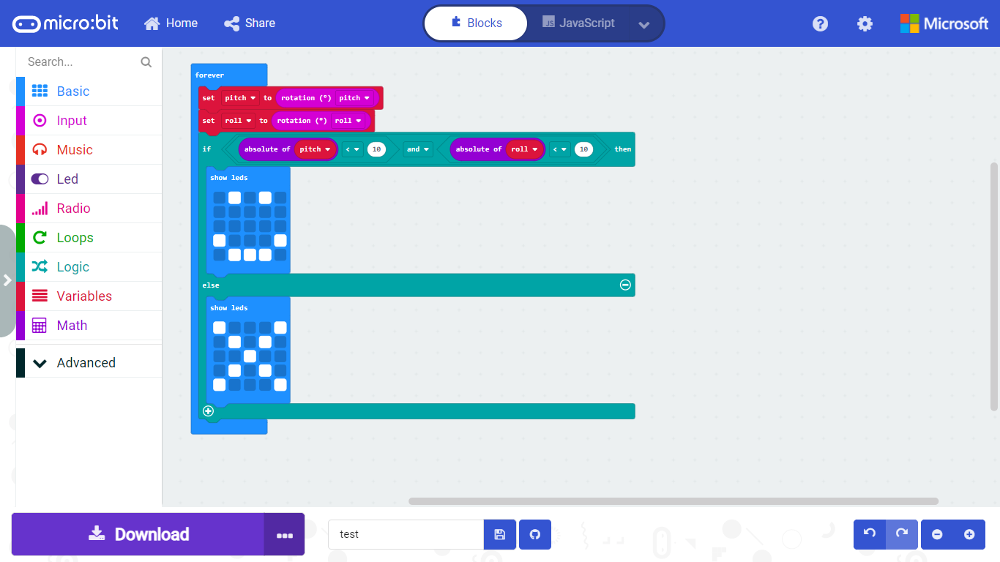 micro:bit Home Share Blocks JS JavaScript ? Microsoft
Search...
Basic
Input
Music
Led
Radio
Loops
Logic
Variables
Math
Advanced
forever
set pitch to rotation (°) pitch
set roll to rotation (°) roll
if absolute of pitch < 10 and absolute of roll < 10 then
show leds
else
show leds
Download ... test